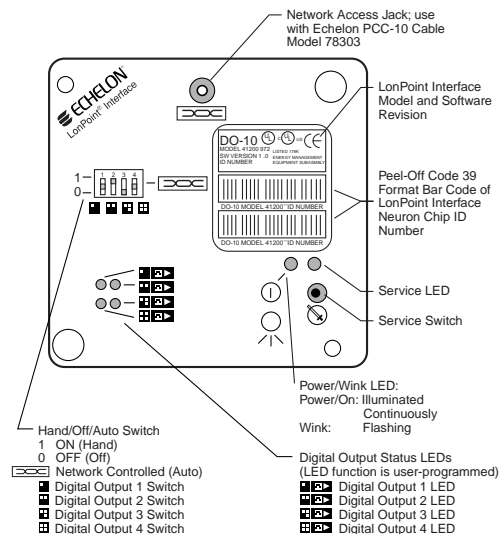 Network Access Jack; use
with Echelon PCC-10 Cable
Model 78303
ECHELON®
LonPoint® Interface
LonPoint Interface
Model and Software
Revision
DO-10 UL c UL us CE
MODEL 41200 972
SW VERSION 1 .0
ID NUMBER
LISTED 178R
ENERGY MANAGEMENT
EQUIPMENT SUBASMBLY
1
0
1 2 3 4
Peel-Off Code 39
Format Bar Code of
LonPoint Interface
Neuron Chip ID
Number
DO-10 MODEL 41200``ID NUMBER
DO-10 MODEL 41200``ID NUMBER
Service LED
Service Switch
Power/Wink LED:
Power/On: Illuminated
Continuously
Wink: Flashing
Hand/Off/Auto Switch
1 ON (Hand)
0 OFF (Off)
Network Controlled (Auto)
Digital Output 1 Switch
Digital Output 2 Switch
Digital Output 3 Switch
Digital Output 4 Switch
Digital Output Status LEDs
(LED function is user-programmed)
Digital Output 1 LED
Digital Output 2 LED
Digital Output 3 LED
Digital Output 4 LED